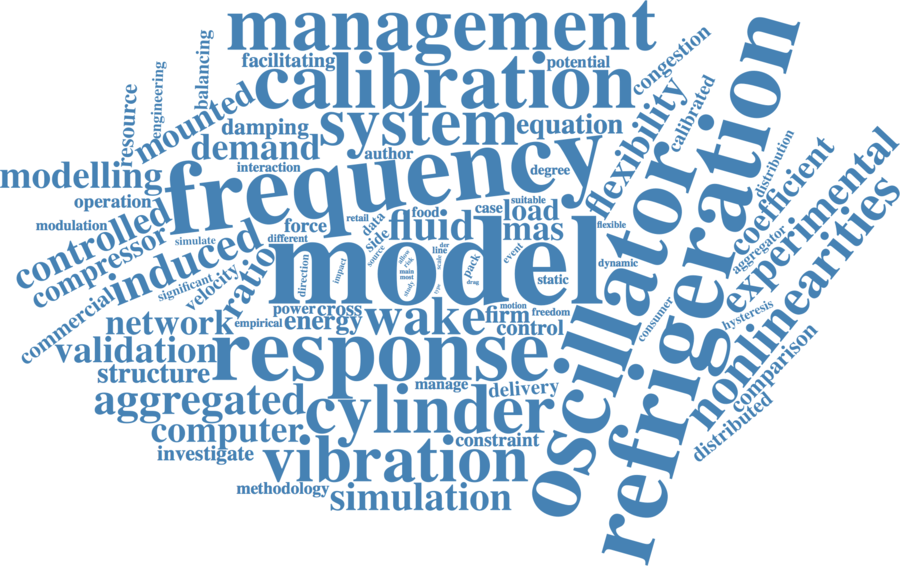 management
facilitating
potential
calibration
congestion
balancing
engineering
resource
mounted
damping
system
equation
flexibility
calibrated
refrigeration
demand
author
interaction
frequency
degree
modelling
operation
modulation
controlled
compressor
simulate
induced
force
retail
data
side
food
fluid
case
suitable
load
mas
flexible
oscillator
distribution
coefficient
aggregator
experimental
different
source
model
direction
impact
allow
risk
main
most
study
der
line
scale
type
pack
drag
event
static
dynamic
significant
velocity
ratio
commercial
network
empirical
power
cross
energy
wake
firm
motion
freedom
control
consumer
hysteresis
nonlinearities
validation
response
structure
manage
delivery
comparison
aggregated
cylinder
distributed
computer
constraint
investigate
vibration
methodology
simulation